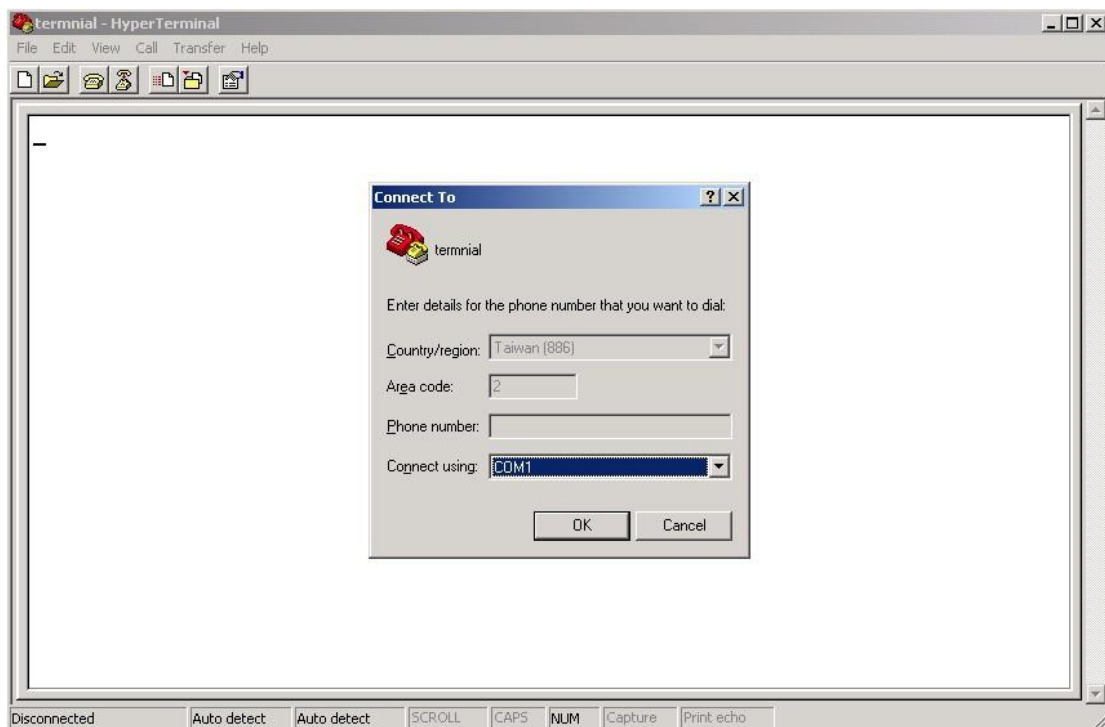 termnial - HyperTerminal
File Edit View Call Transfer Help
Connect To
termnial
Enter details for the phone number that you want to dial:
Country/region: Taiwan (886)
Area code: 2
Phone number:
Connect using: COM1
OK Cancel
Disconnected Auto detect Auto detect SCROLL CAPS NUM Capture Print echo